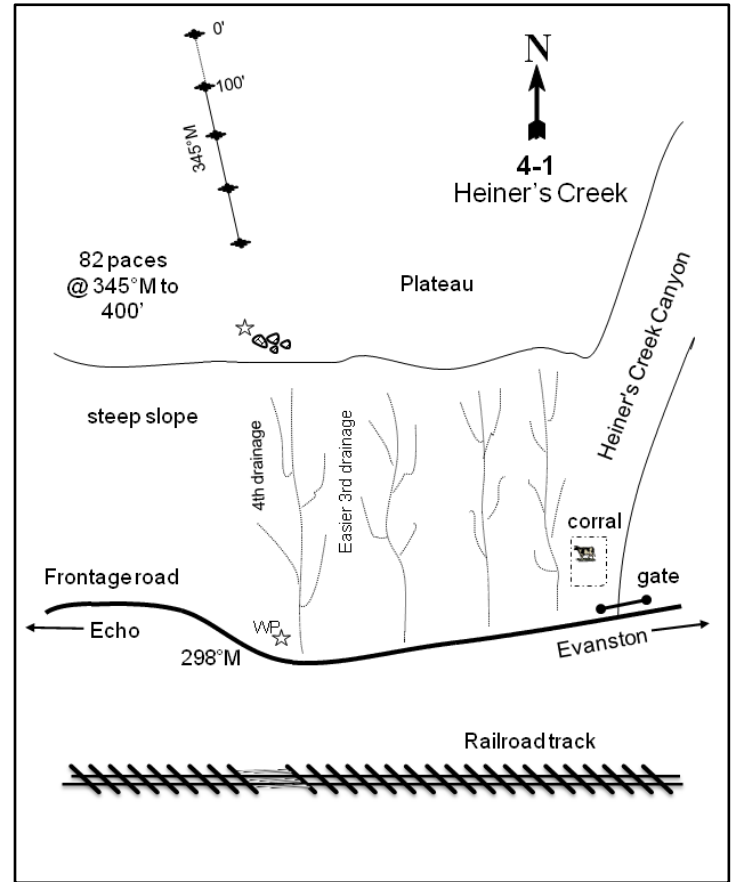 0'
100'
345°M
N
4-1
Heiner's Creek
82 paces
@ 345°M to
400'
Plateau
Heiner's Creek Canyon
steep slope
4th drainage
Easier 3rd drainage
corral
gate
Frontage road
WP
Echo
298°M
Evanston
Railroad track